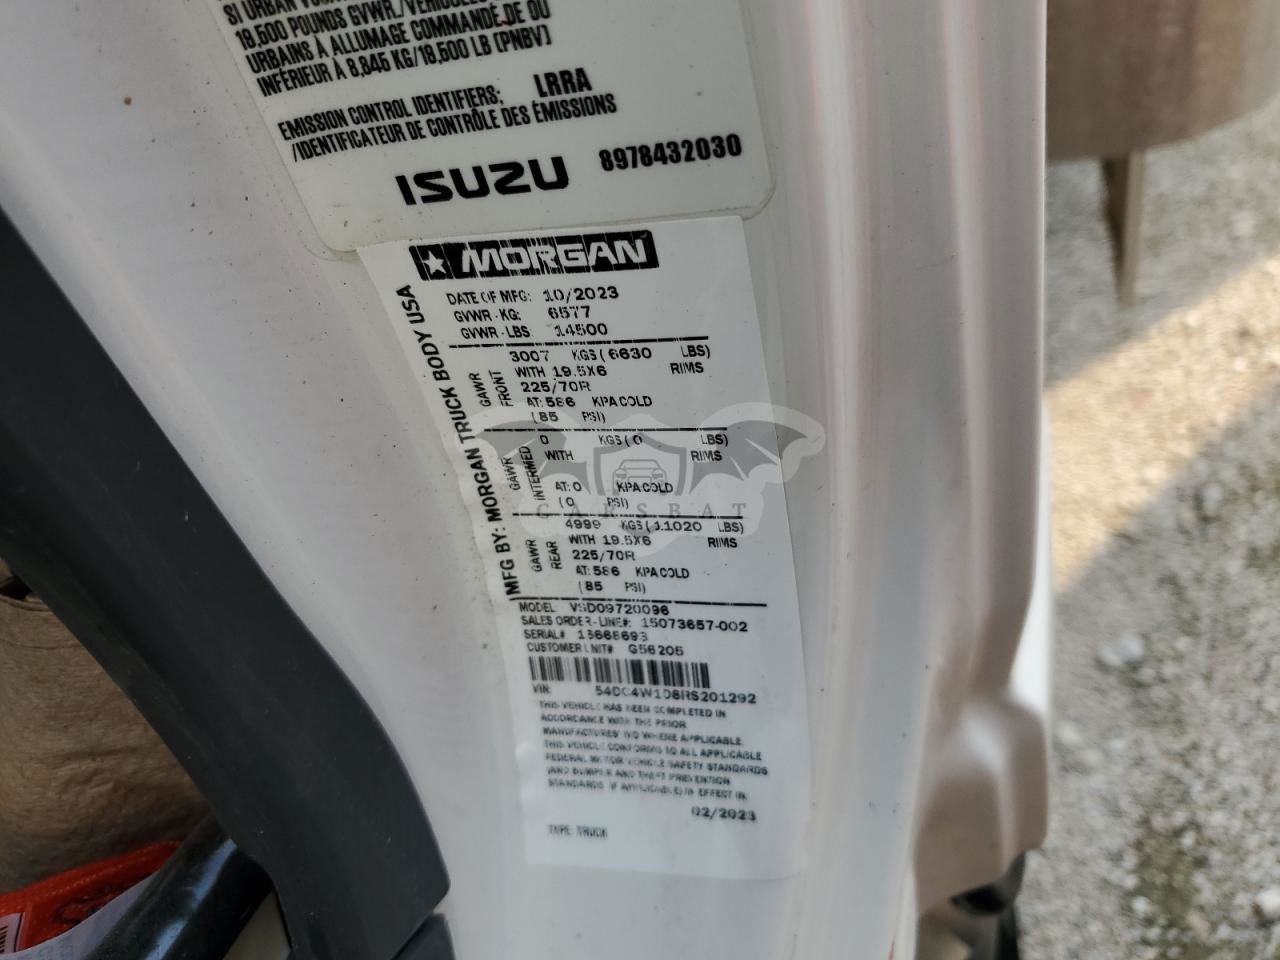 SI URBAN
18,500 POUNDS GVWR./VÉHICULES
URBAINS À ALLUMAGE COMMANDÉ, DE OU
INFÉRIEUR À 8,845 KG/18,500 LB (PNBV)
EMISSION CONTROL IDENTIFIERS: LRRA
/IDENTIFICATEUR DE CONTRÔLE DES ÉMISSIONS
ISUZU 8978432030
MORGAN
MFG BY: MORGAN TRUCK BODY USA
DATE OF MFG: 10/2023
GVWR - KG: 6577
GVWR - LBS 14500
GAWR FRONT
3007 KGS ( 6630 LBS)
WITH 19.5X6 RIMS
225/70R
AT: 586 KPA COLD
( 85 PSI)
GAWR INTERMED
0 KGS ( 0 LBS)
WITH RIMS
AT: 0 KPA COLD
( 0 PSI)
CARSBAT
GAWR REAR
4999 KGS ( 11020 LBS)
WITH 19.5X6 RIMS
225/70R
AT: 586 KPA COLD
( 85 PSI)
MODEL VSD09720096
SALES ORDER - LINE#: 15073657-002
SERIAL# 13668693
CUSTOMER UNIT# G56205
VIN: 54DC4W1D8RS201292
THIS VEHICLE HAS BEEN COMPLETED IN
ACCORDANCE WITH THE PRIOR
MANUFACTURES' IVD WHERE APPLICABLE.
THIS VEHICLE CONFORMS TO ALL APPLICABLE
FEDERAL MOTOR VEHICLE SAFETY STANDARDS
(AND BUMPER AND THEFT PREVENTION
STANDARDS IF APPLICABLE) IN EFFECT IN
02/2023
TYPE: TRUCK